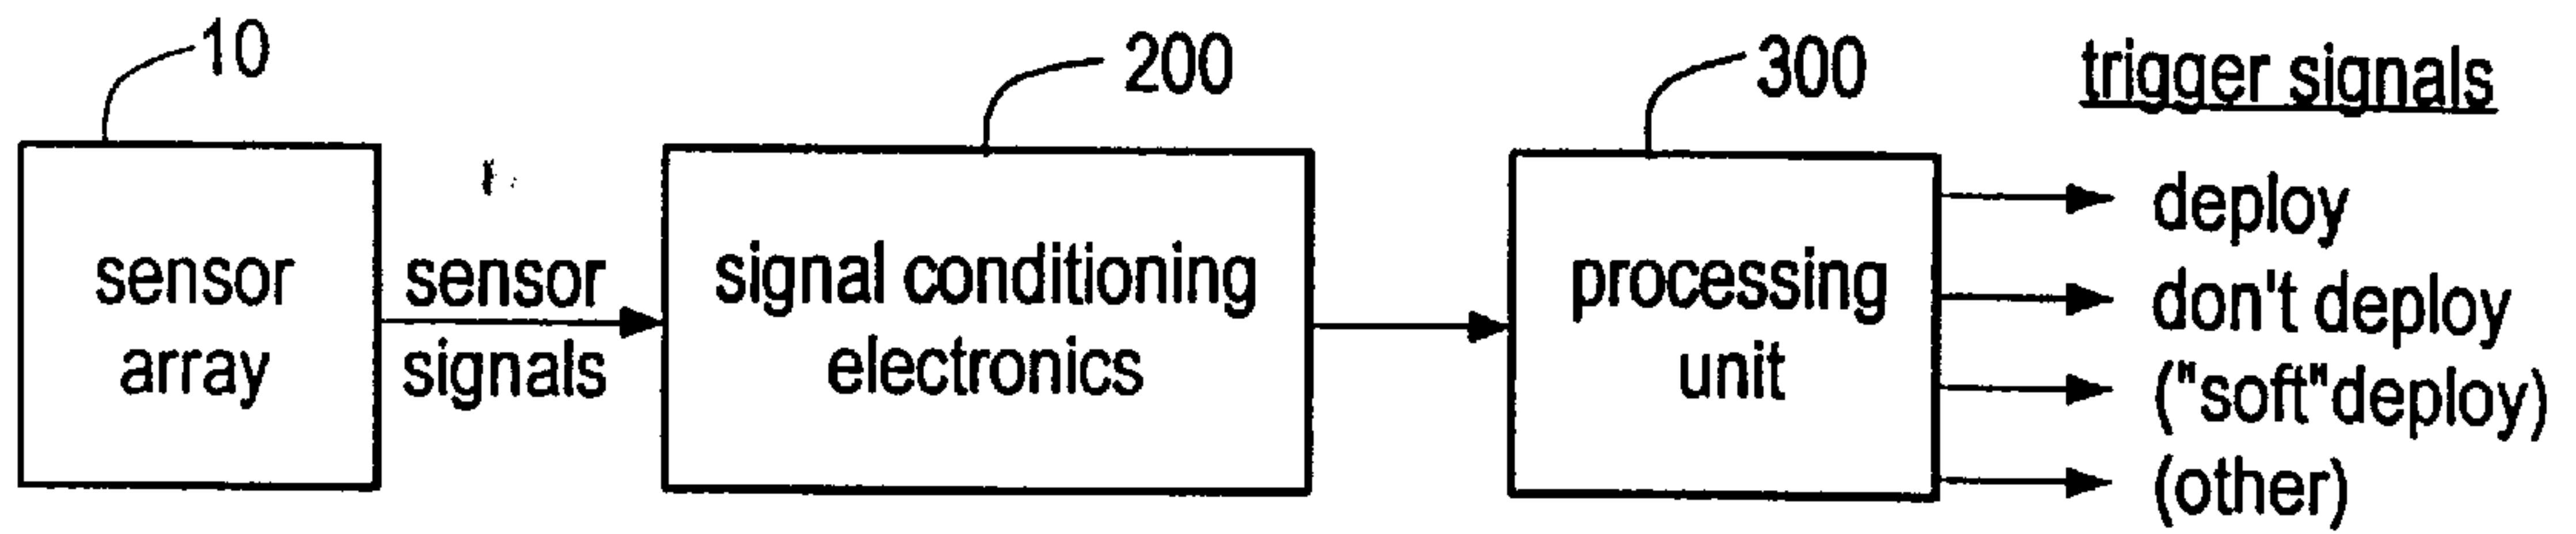 10
200
300
trigger signals
sensor
array
sensor
signals
signal conditioning
electronics
processing
unit
deploy
don't deploy
("soft"deploy)
(other)